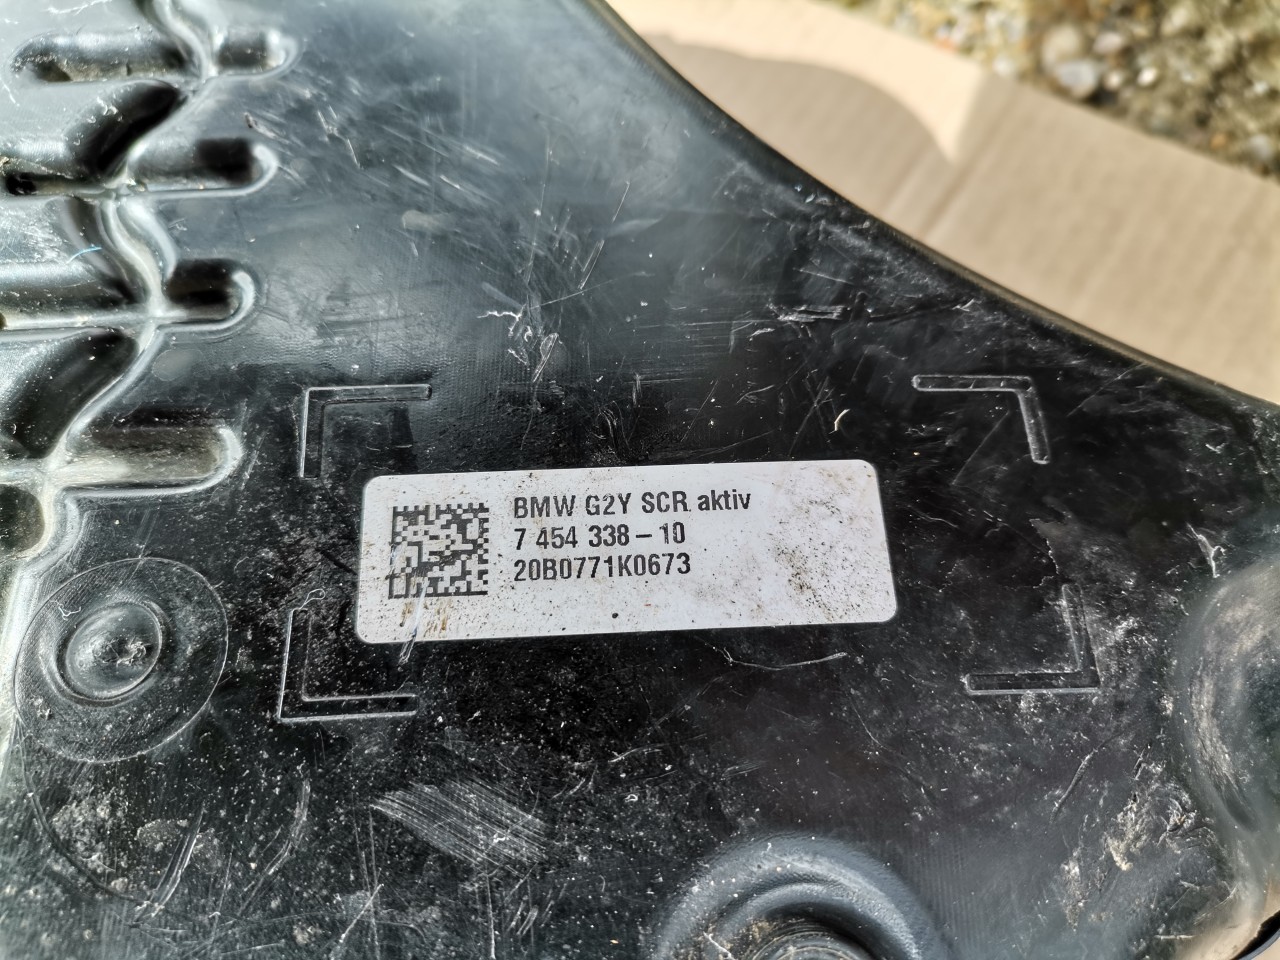 BMW G2Y SCR aktiv
7 454 338 – 10
20B0771K0673